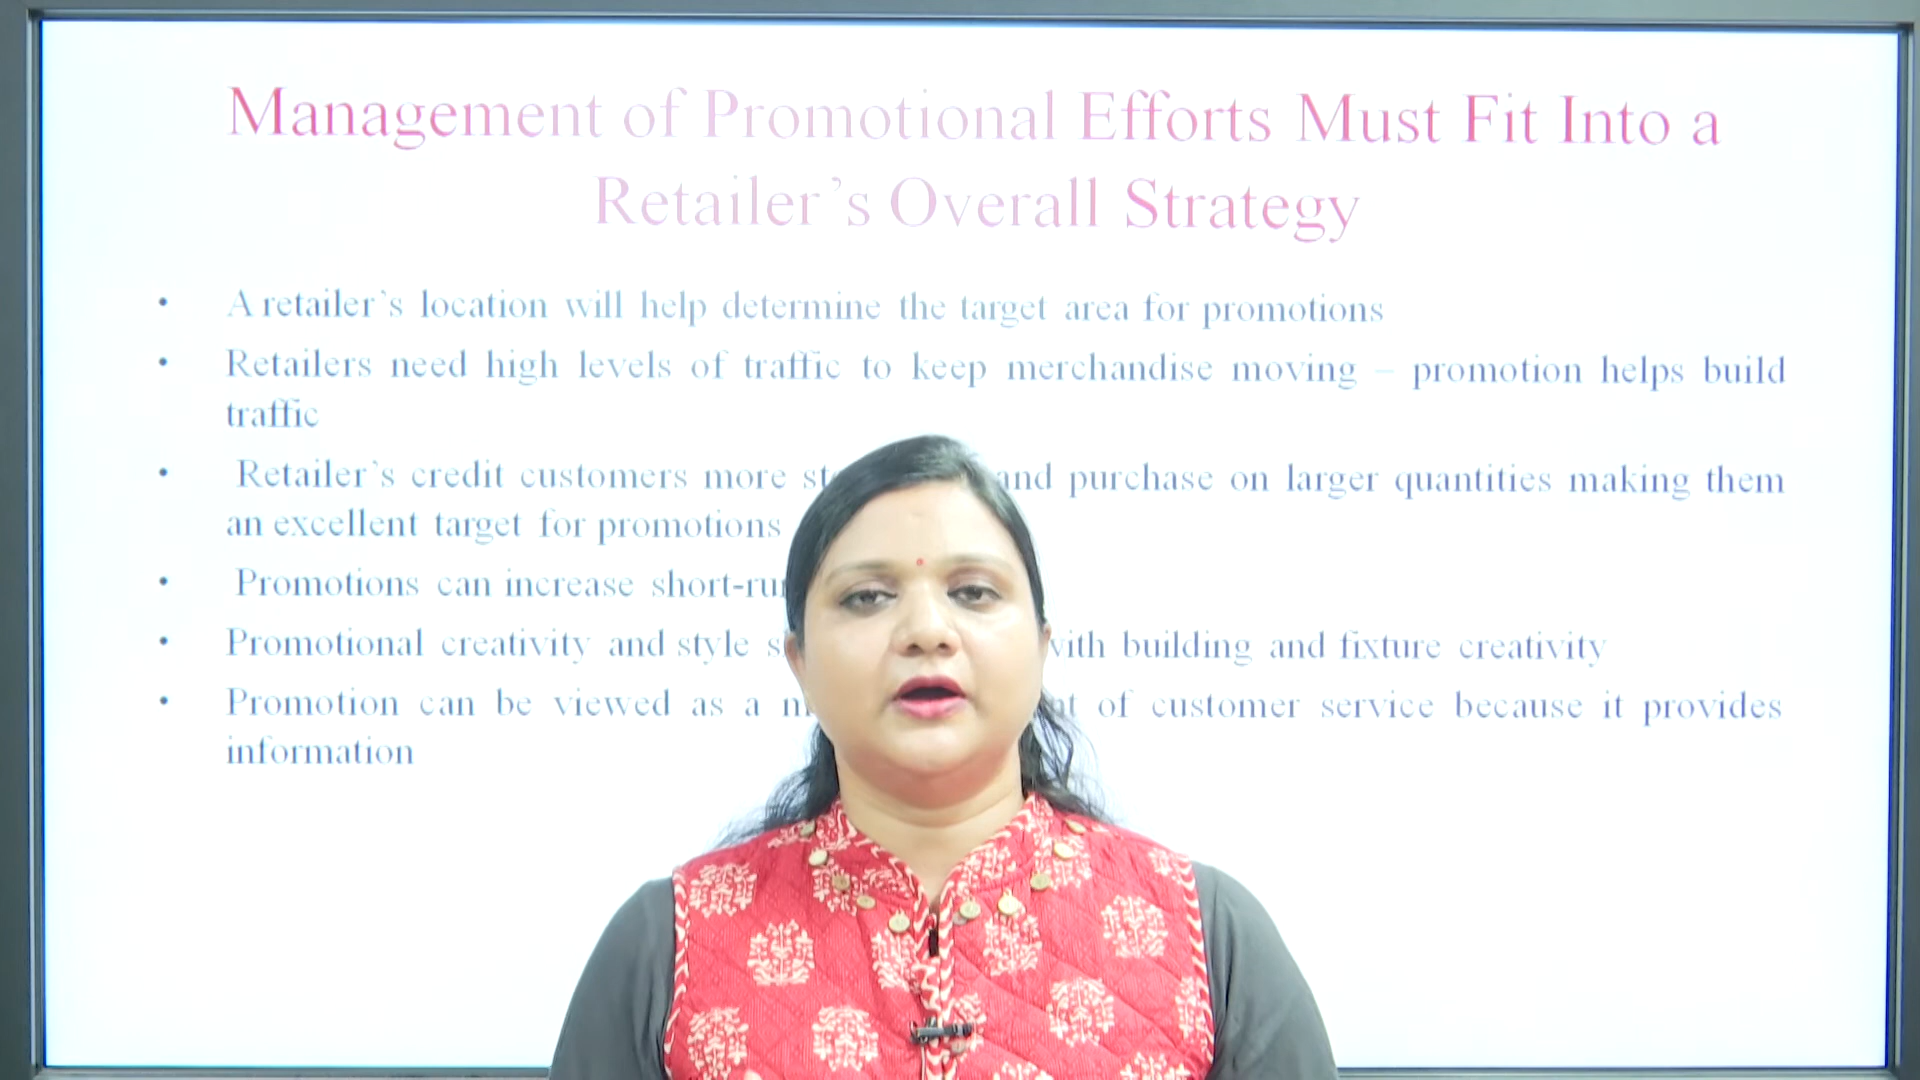 Management of Promotional Efforts Must Fit Into a
Retailer's Overall Strategy
• A retailer's location will help determine the target area for promotions
• Retailers need high levels of traffic to keep merchandise moving – promotion helps build
traffic
• Retailer's credit customers more and purchase on larger quantities making them
an excellent target for promotions
• Promotions can increase short-run
• Promotional creativity and style with building and fixture creativity
• Promotion can be viewed as a of customer service because it provides
information